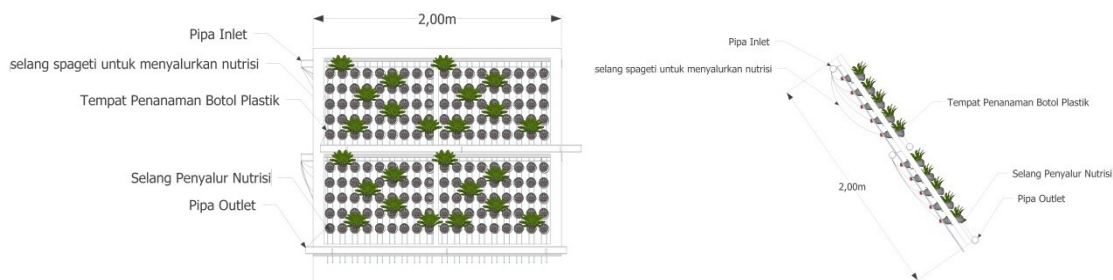 2,00m
Pipa Inlet
selang spageti untuk menyalurkan nutrisi
Tempat Penanaman Botol Plastik
Selang Penyalur Nutrisi
Pipa Outlet
Pipa Inlet
selang spageti untuk menyalurkan nutrisi
Tempat Penanaman Botol Plastik
2,00m
Selang Penyalur Nutrisi
Pipa Outlet